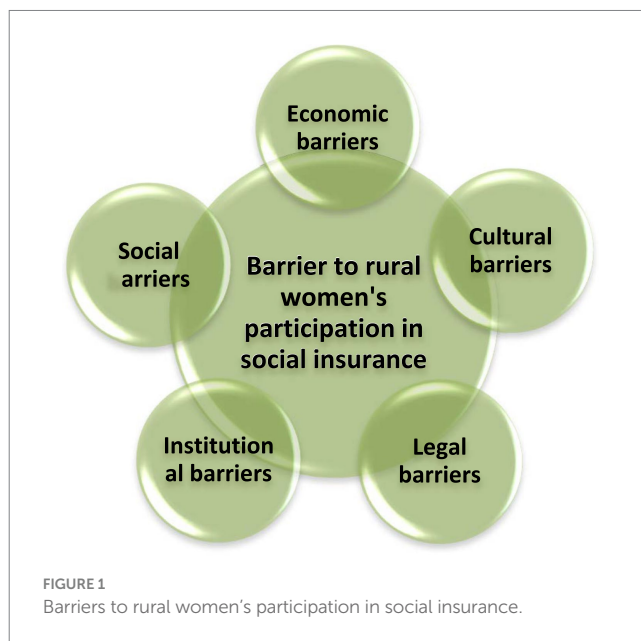 Economic
barriers
Cultural
barriers
Social
arriers
Barrier to rural
women's
participation in
social insurance
Institution
al barriers
Legal
barriers
FIGURE 1
Barriers to rural women’s participation in social insurance.